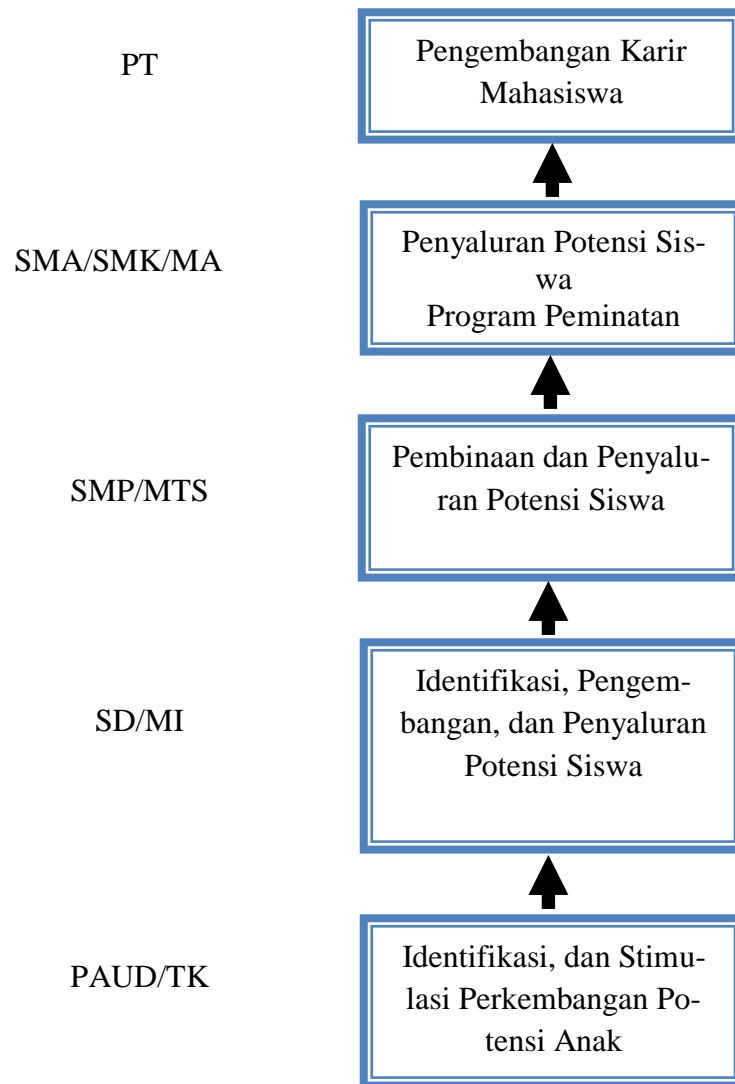 PT
Pengembangan Karir
Mahasiswa
SMA/SMK/MA
Penyaluran Potensi Sis-
wa
Program Peminatan
SMP/MTS
Pembinaan dan Penyalu-
ran Potensi Siswa
SD/MI
Identifikasi, Pengem-
bangan, dan Penyaluran
Potensi Siswa
PAUD/TK
Identifikasi, dan Stimu-
lasi Perkembangan Po-
tensi Anak